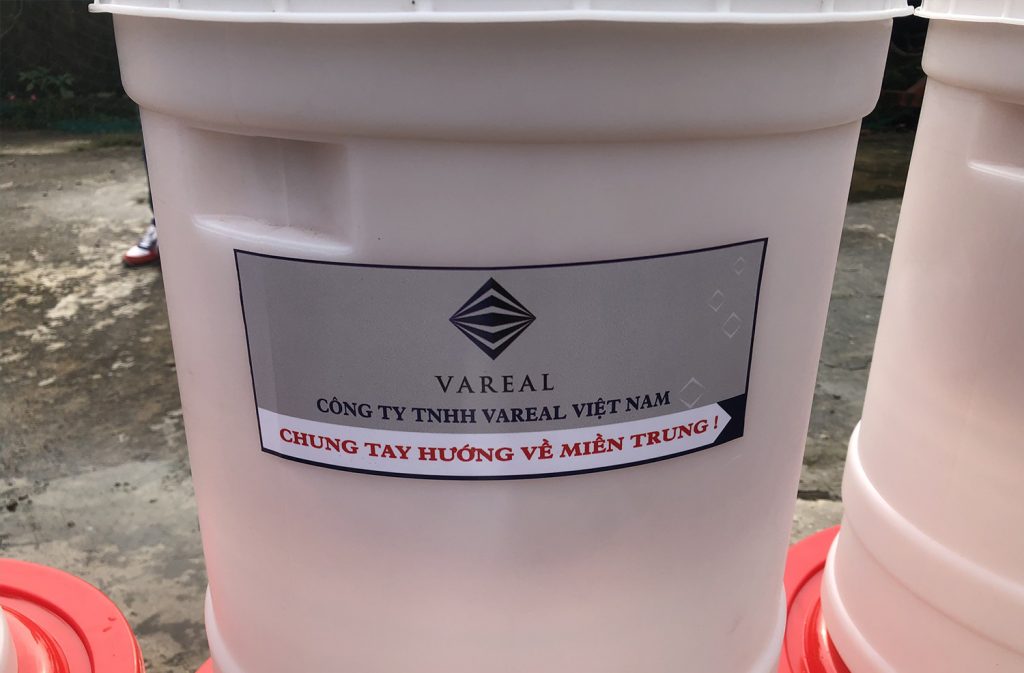 VAREAL
CÔNG TY TNHH VAREAL VIỆT NAM
CHUNG TAY HƯỚNG VỀ MIỀN TRUNG !